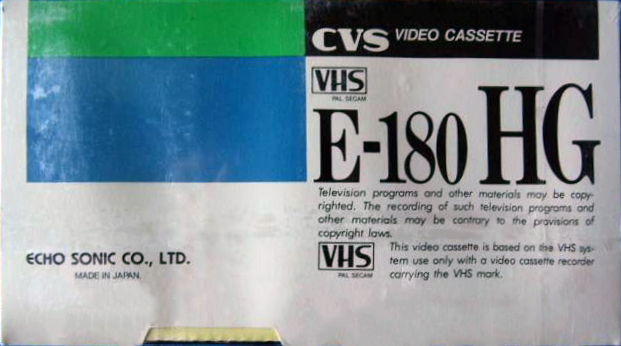 CVS VIDEO CASSETTE
VHS
PAL SECAM
E-180 HG
Television programs and other materials may be copy-
righted. The recording of such television programs and
other materials may be contrary to the provisions of
copyright laws.
VHS
PAL SECAM
This video cassette is based on the VHS sys-
tem use only with a video cassette recorder
carrying the VHS mark.
ECHO SONIC CO., LTD.
MADE IN JAPAN.